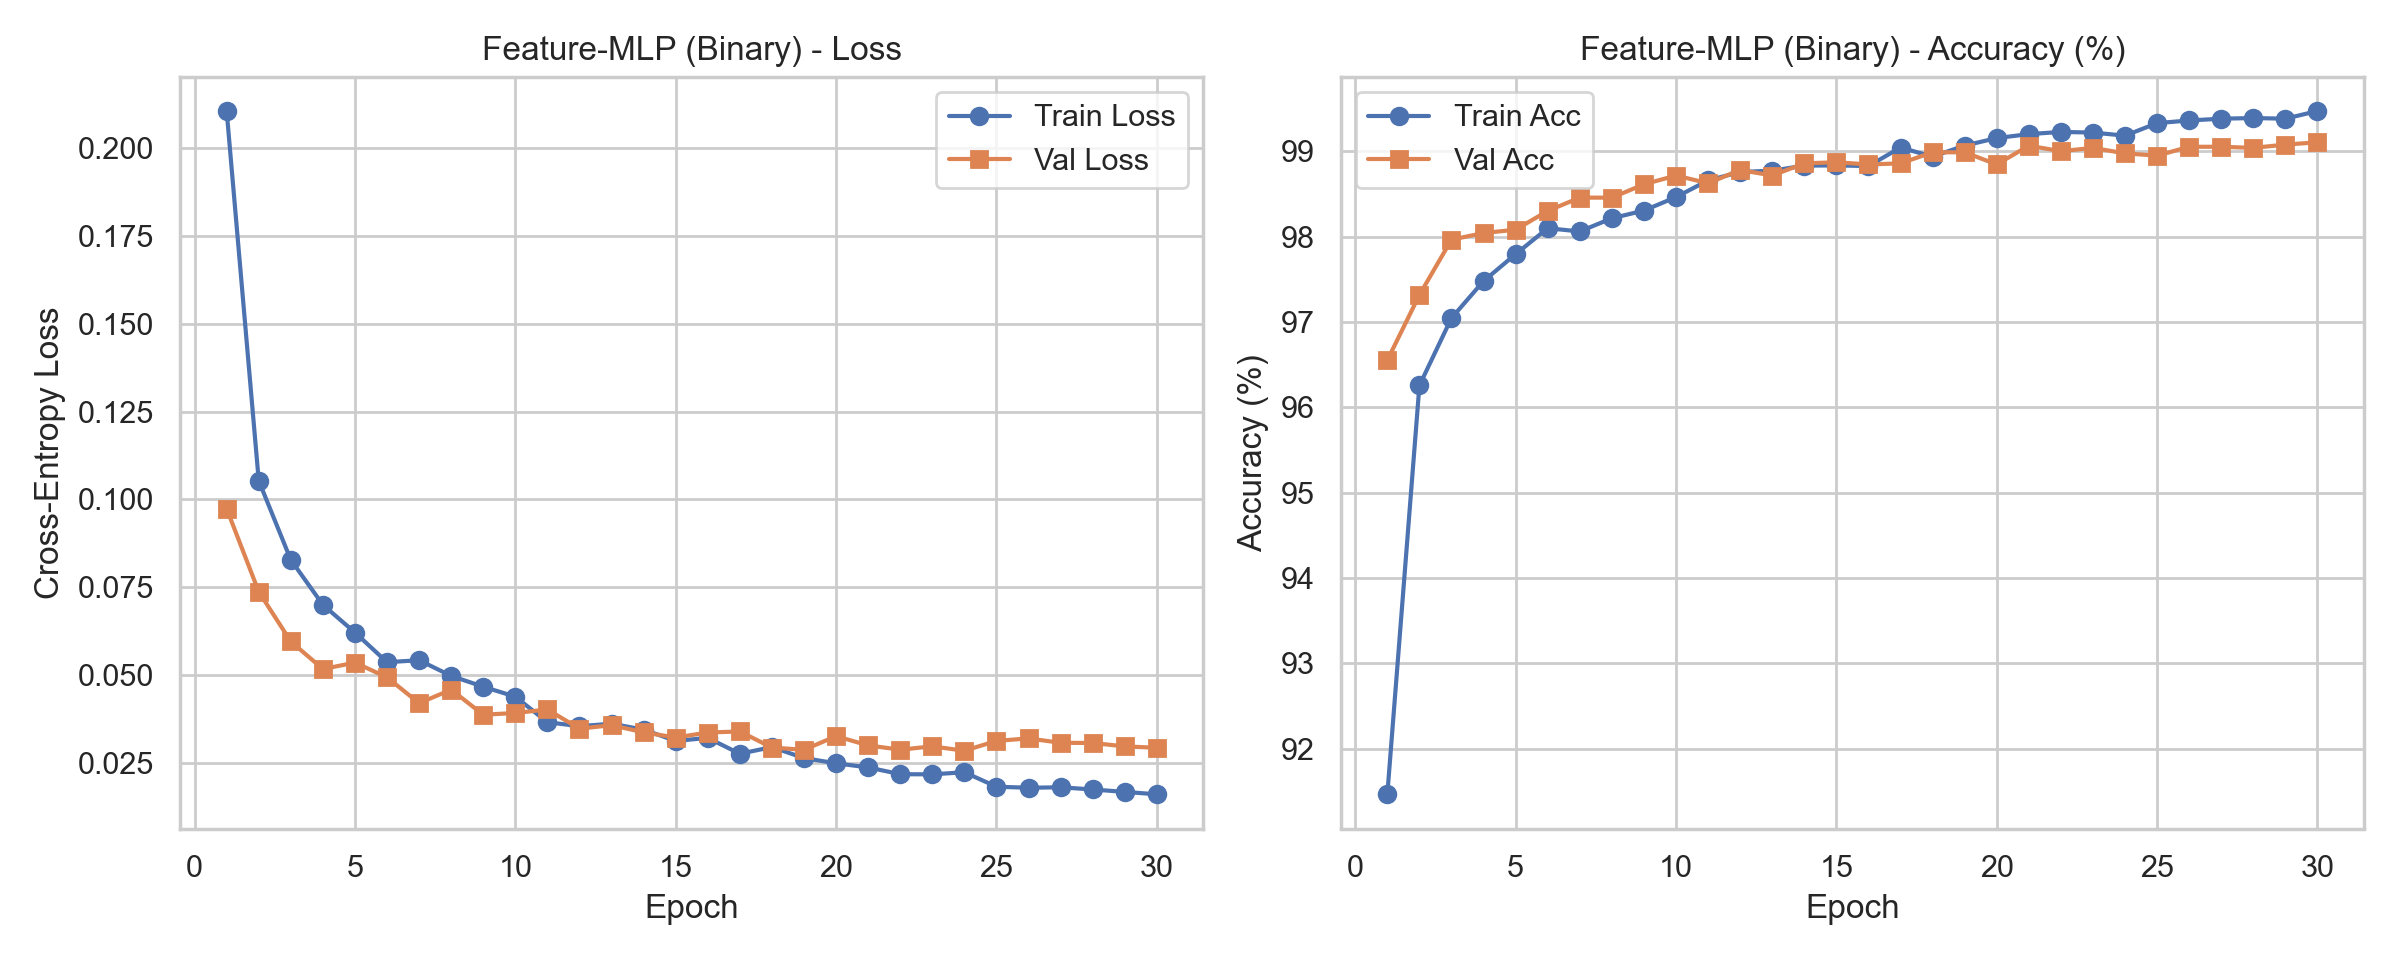 Feature-MLP (Binary) - Loss
Train Loss
Val Loss
0.200
0.175
0.150
0.125
0.100
0.075
0.050
0.025
Cross-Entropy Loss
0 5 10 15 20 25 30
Epoch
Feature-MLP (Binary) - Accuracy (%)
Train Acc
Val Acc
99
98
97
96
95
94
93
92
Accuracy (%)
0 5 10 15 20 25 30
Epoch